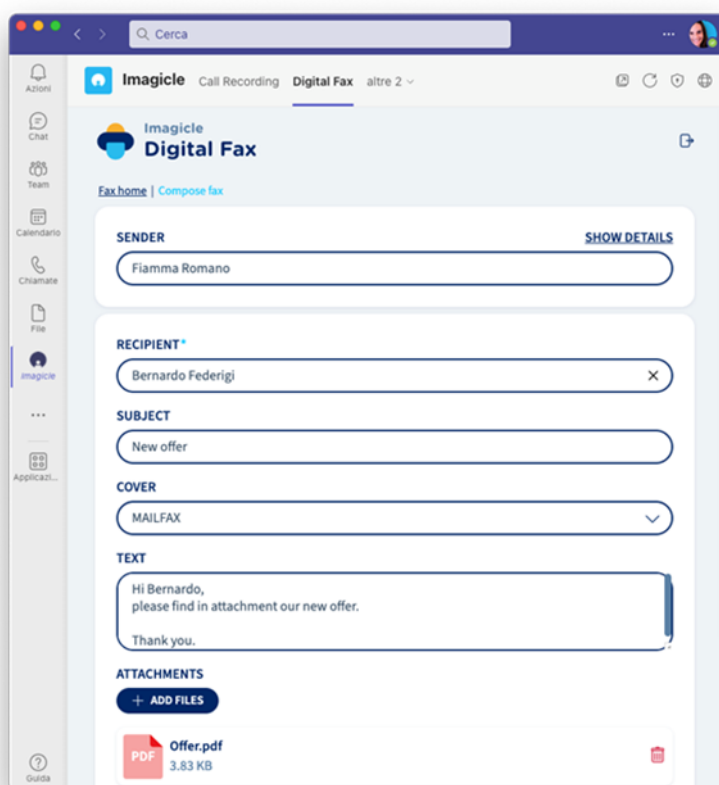 Cerca
Azioni
Chat
Team
Calendario
Chiamate
File
Imagicle
Applicazi...
Guida
Imagicle Call Recording Digital Fax altre 2
Imagicle
Digital Fax
Fax home | Compose fax
SENDER SHOW DETAILS
Fiamma Romano
RECIPIENT*
Bernardo Federigi
SUBJECT
New offer
COVER
MAILFAX
TEXT
Hi Bernardo,
please find in attachment our new offer.
Thank you.
ATTACHMENTS
+ ADD FILES
PDF
Offer.pdf
3.83 KB